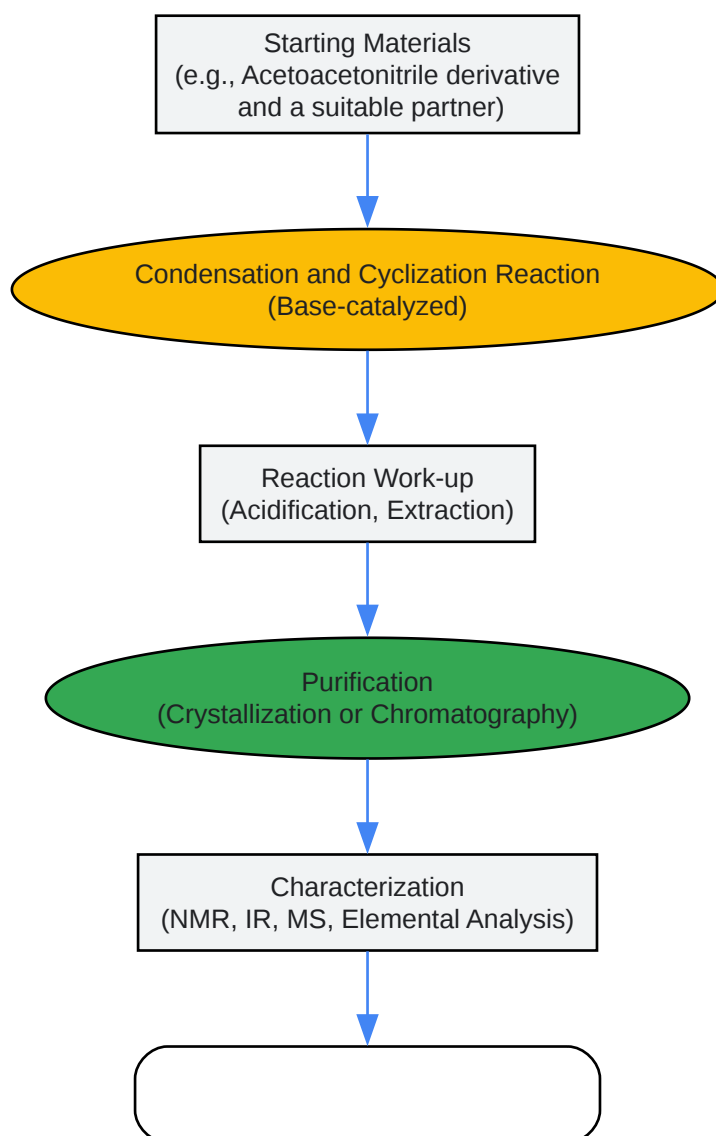 Starting Materials
(e.g., Acetoacetonitrile derivative
and a suitable partner)
Condensation and Cyclization Reaction
(Base-catalyzed)
Reaction Work-up
(Acidification, Extraction)
Purification
(Crystallization or Chromatography)
Characterization
(NMR, IR, MS, Elemental Analysis)